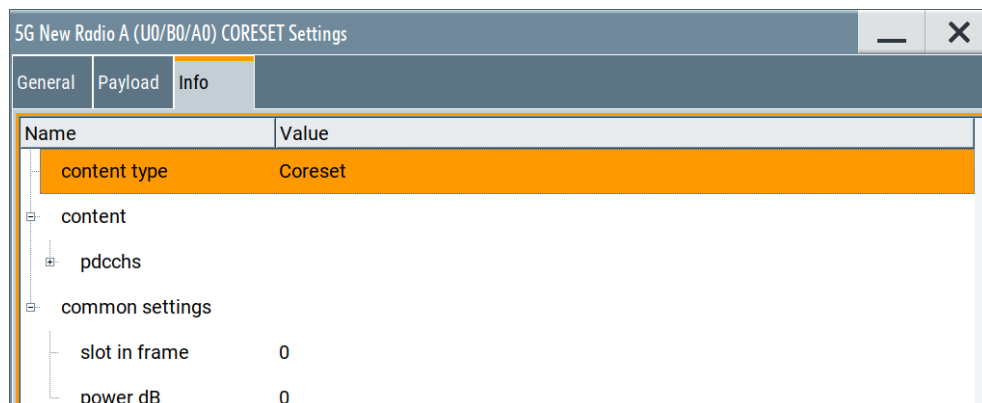 5G New Radio A (U0/B0/A0) CORESET Settings
General Payload Info
Name Value
content type Coreset
content
pdcchs
common settings
slot in frame 0
power dB 0